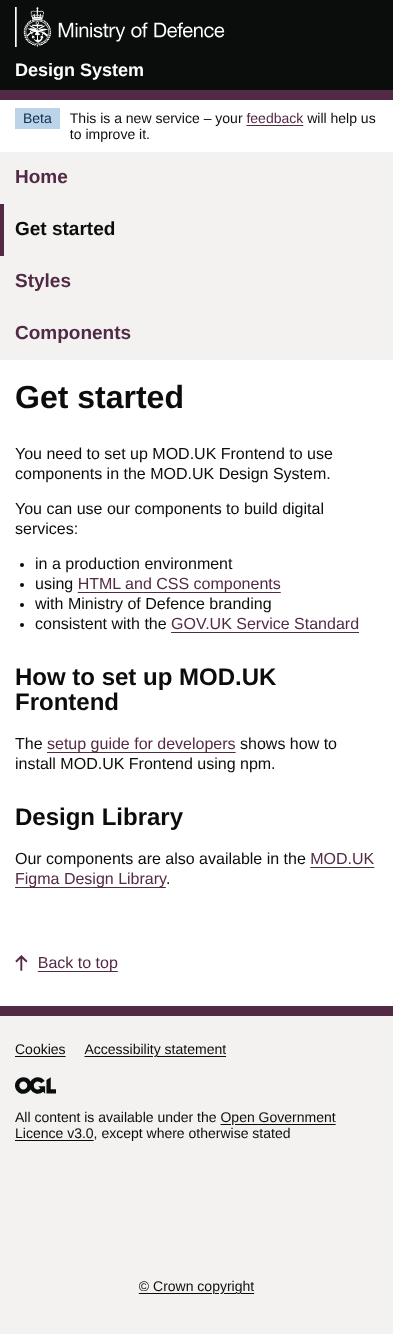 Ministry of Defence
Design System
Beta
This is a new service – your feedback will help us
to improve it.
Home
Get started
Styles
Components
Get started
You need to set up MOD.UK Frontend to use
components in the MOD.UK Design System.
You can use our components to build digital
services:
• in a production environment
• using HTML and CSS components
• with Ministry of Defence branding
• consistent with the GOV.UK Service Standard
How to set up MOD.UK
Frontend
The setup guide for developers shows how to
install MOD.UK Frontend using npm.
Design Library
Our components are also available in the MOD.UK
Figma Design Library.
Back to top
Cookies Accessibility statement
OGL
All content is available under the Open Government
Licence v3.0, except where otherwise stated
© Crown copyright